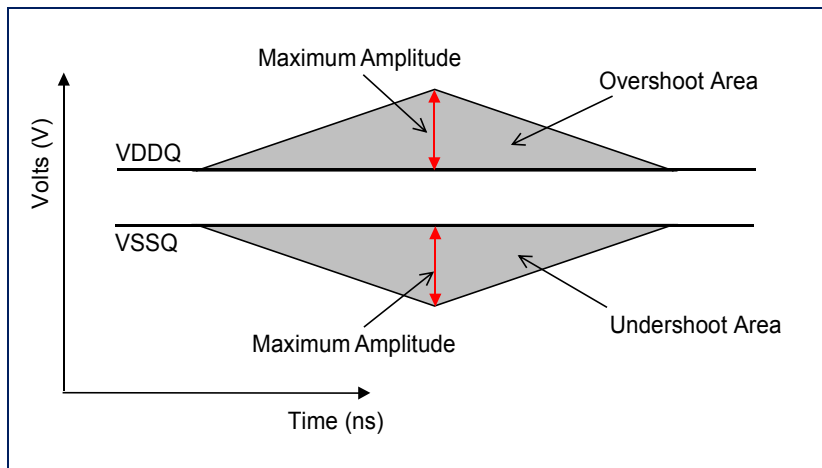 Maximum Amplitude
Overshoot Area
VDDQ
Volts (V)
VSSQ
Undershoot Area
Maximum Amplitude
Time (ns)